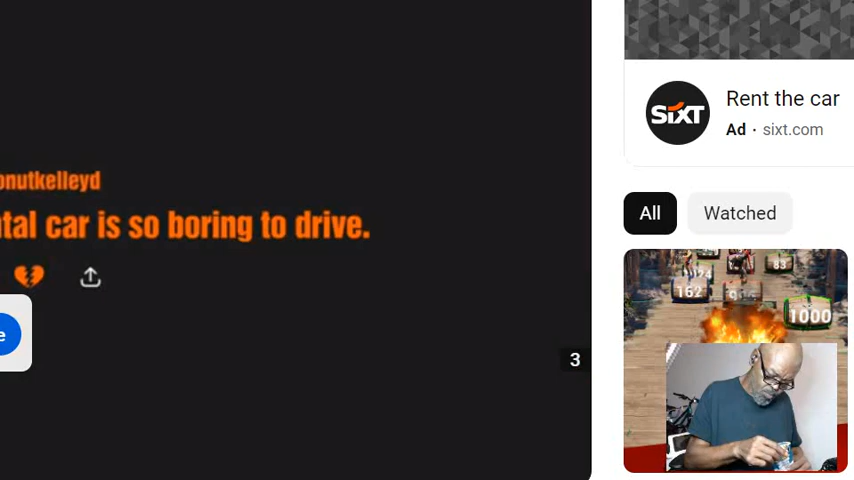 onutkelleyd
tal car is so boring to drive.
e
3
SIXT
Rent the car
Ad · sixt.com
All
Watched
83
162
1000